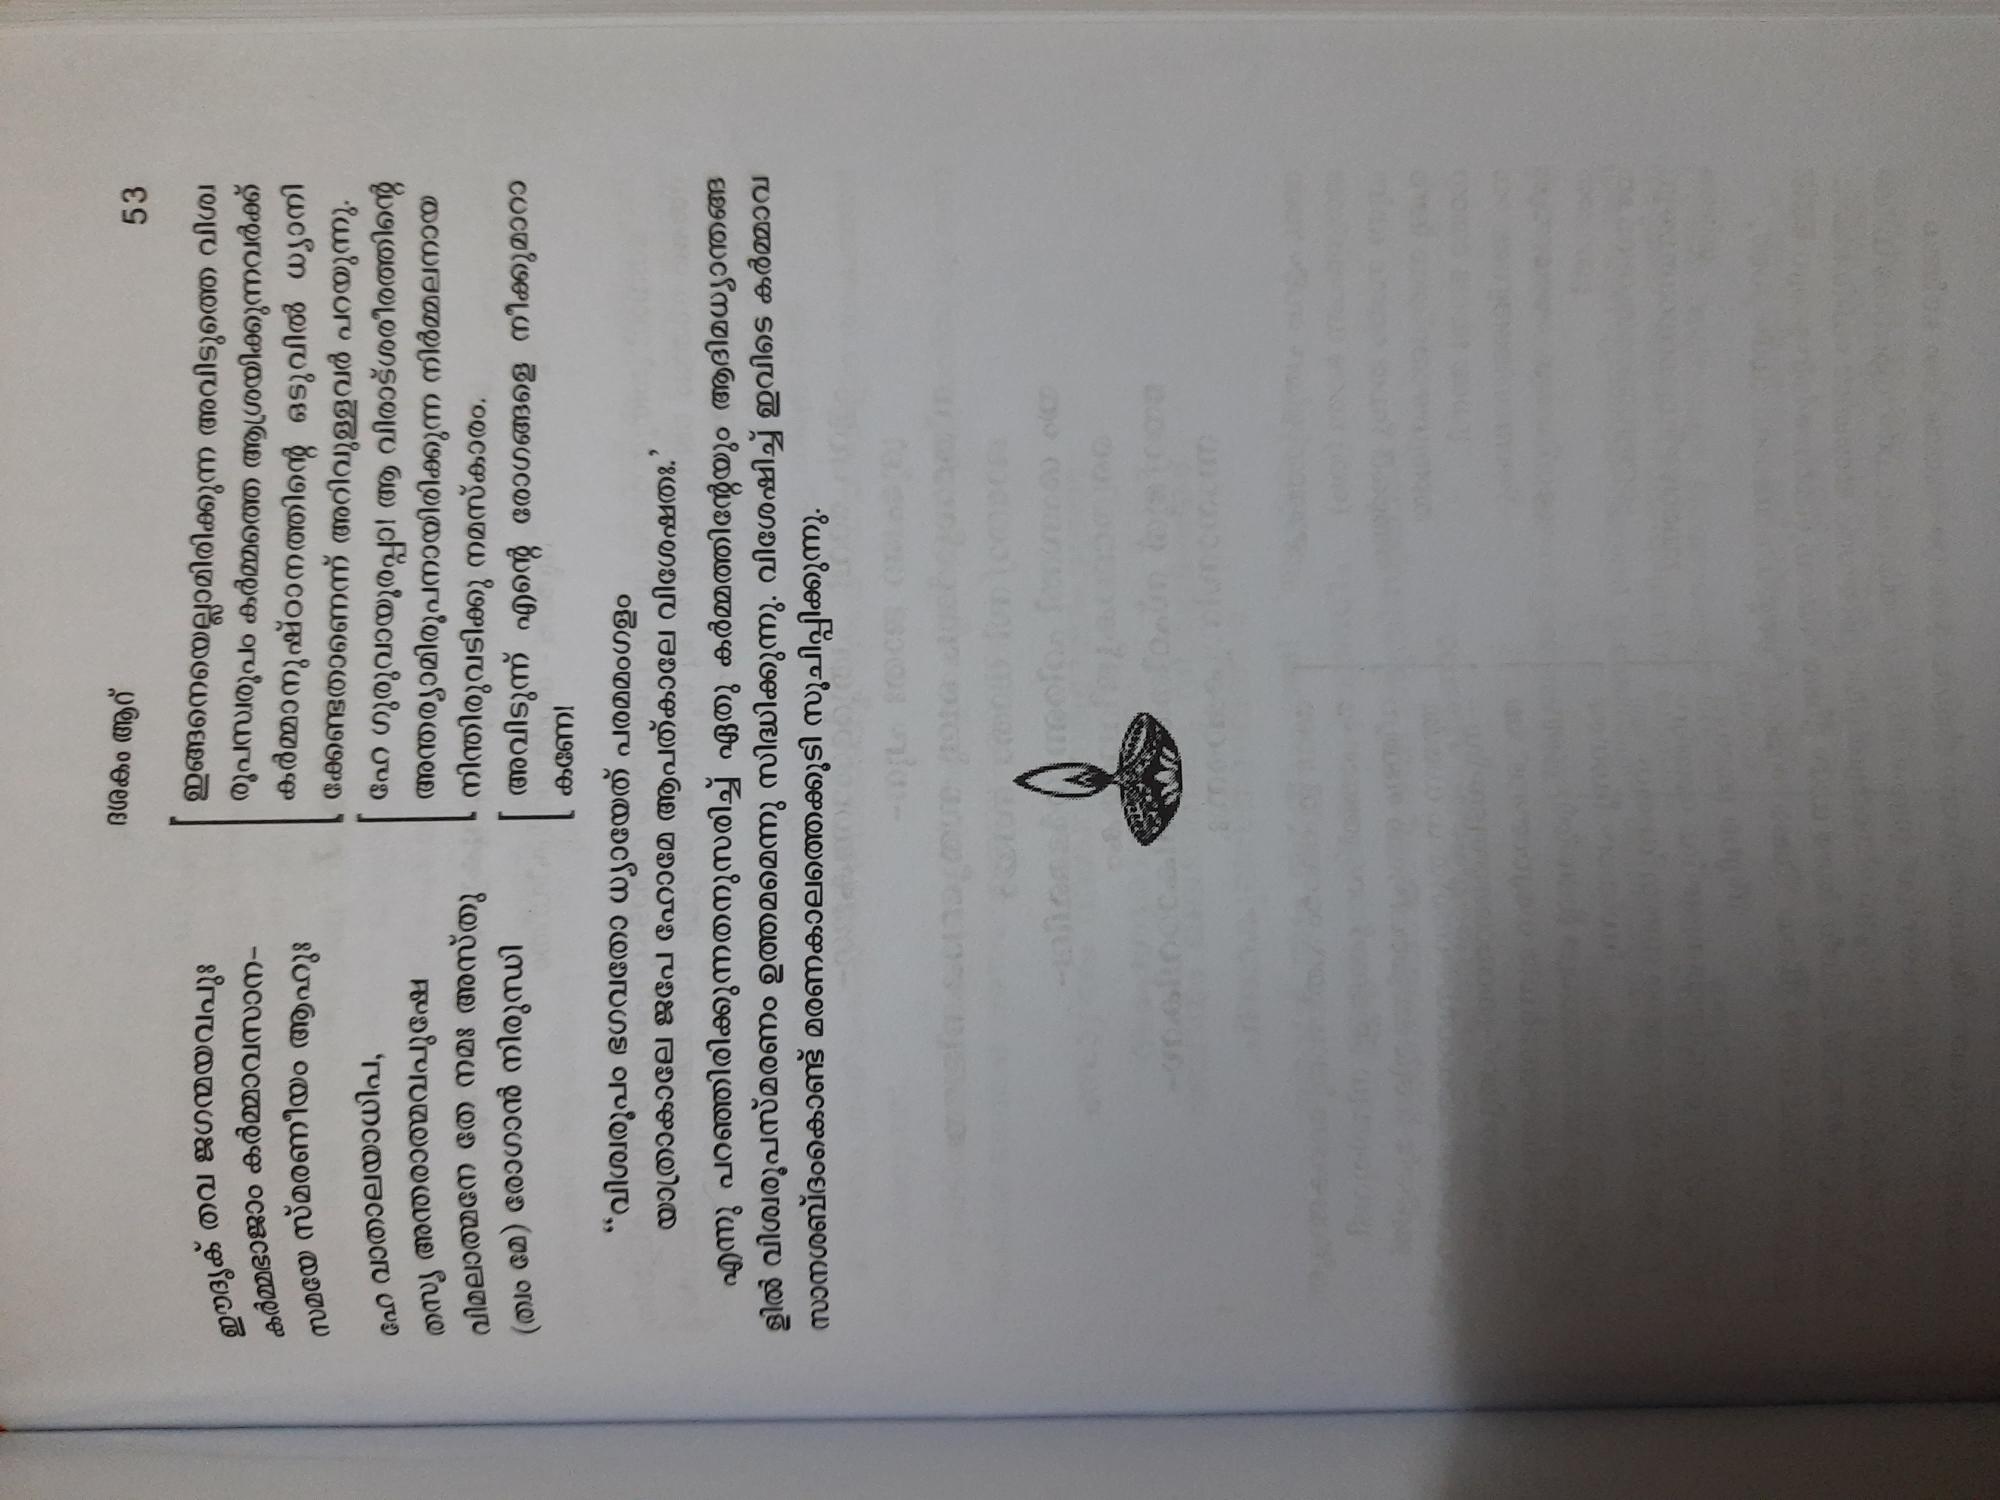 ദശകം ആറ്
53
ഈദൃക് തവ ജഗന്മയവപുഃ
കർമ്മഭാജാം കർമ്മാവസാന–
സമയേ സ്മരണീയം ആഹുഃ
ഇങ്ങനെയെല്ലാമിരിക്കുന്ന അവിടുത്തെ വിശ്വ
രൂപസ്വരൂപം കർമ്മത്തെ ആശ്രയിക്കുന്നവർക്ക്
കർമ്മാനുഷ്ഠാനത്തിന്റെ ഒടുവിൽ ധ്യാനി
ക്കേണ്ടതാണെന്ന് അറിവുള്ളവർ പറയുന്നു.
ഹേ വാതാലയാധിപ,
തസ്യ അന്തരാത്മവപുഷേ
വിമലാത്മനേ തേ നമഃ അസ്തു
ഹേ ഗുരുവായൂരപ്പാ! ആ വിരാട്ശരീരത്തിന്റെ
അന്തര്യാമിരൂപനായിരിക്കുന്ന നിർമ്മലനായ
നിന്തിരുവടിക്കു നമസ്കാരം.
(ത്വം മേ) രോഗാൻ നിരുന്ധി
അവിടുന്ന് എന്റെ രോഗങ്ങളെ നീക്കുമാറാ
കണേ!
“വിശ്വരൂപം ഭഗവതോ ധ്യായേത് പരമമംഗളം
യാത്രാകാലേ ജപേ ഹോമേ ആപത്കാലേ വിശേഷതഃ.’
എന്നു പറഞ്ഞിരിക്കുന്നതനുസരിച്ച് ഏതു കർമ്മത്തിന്റേയും ആദിമധ്യാന്തങ്ങ
ളിൽ വിശ്വരൂപസ്മരണം ഉത്തമമെന്നു സിദ്ധിക്കുന്നു. വിശേഷിച്ച് ഇവിടെ കർമ്മാവ
സാനശബ്ദംകൊണ്ട് മരണകാലത്തെക്കൂടി സൂചിപ്പിക്കുന്നു.